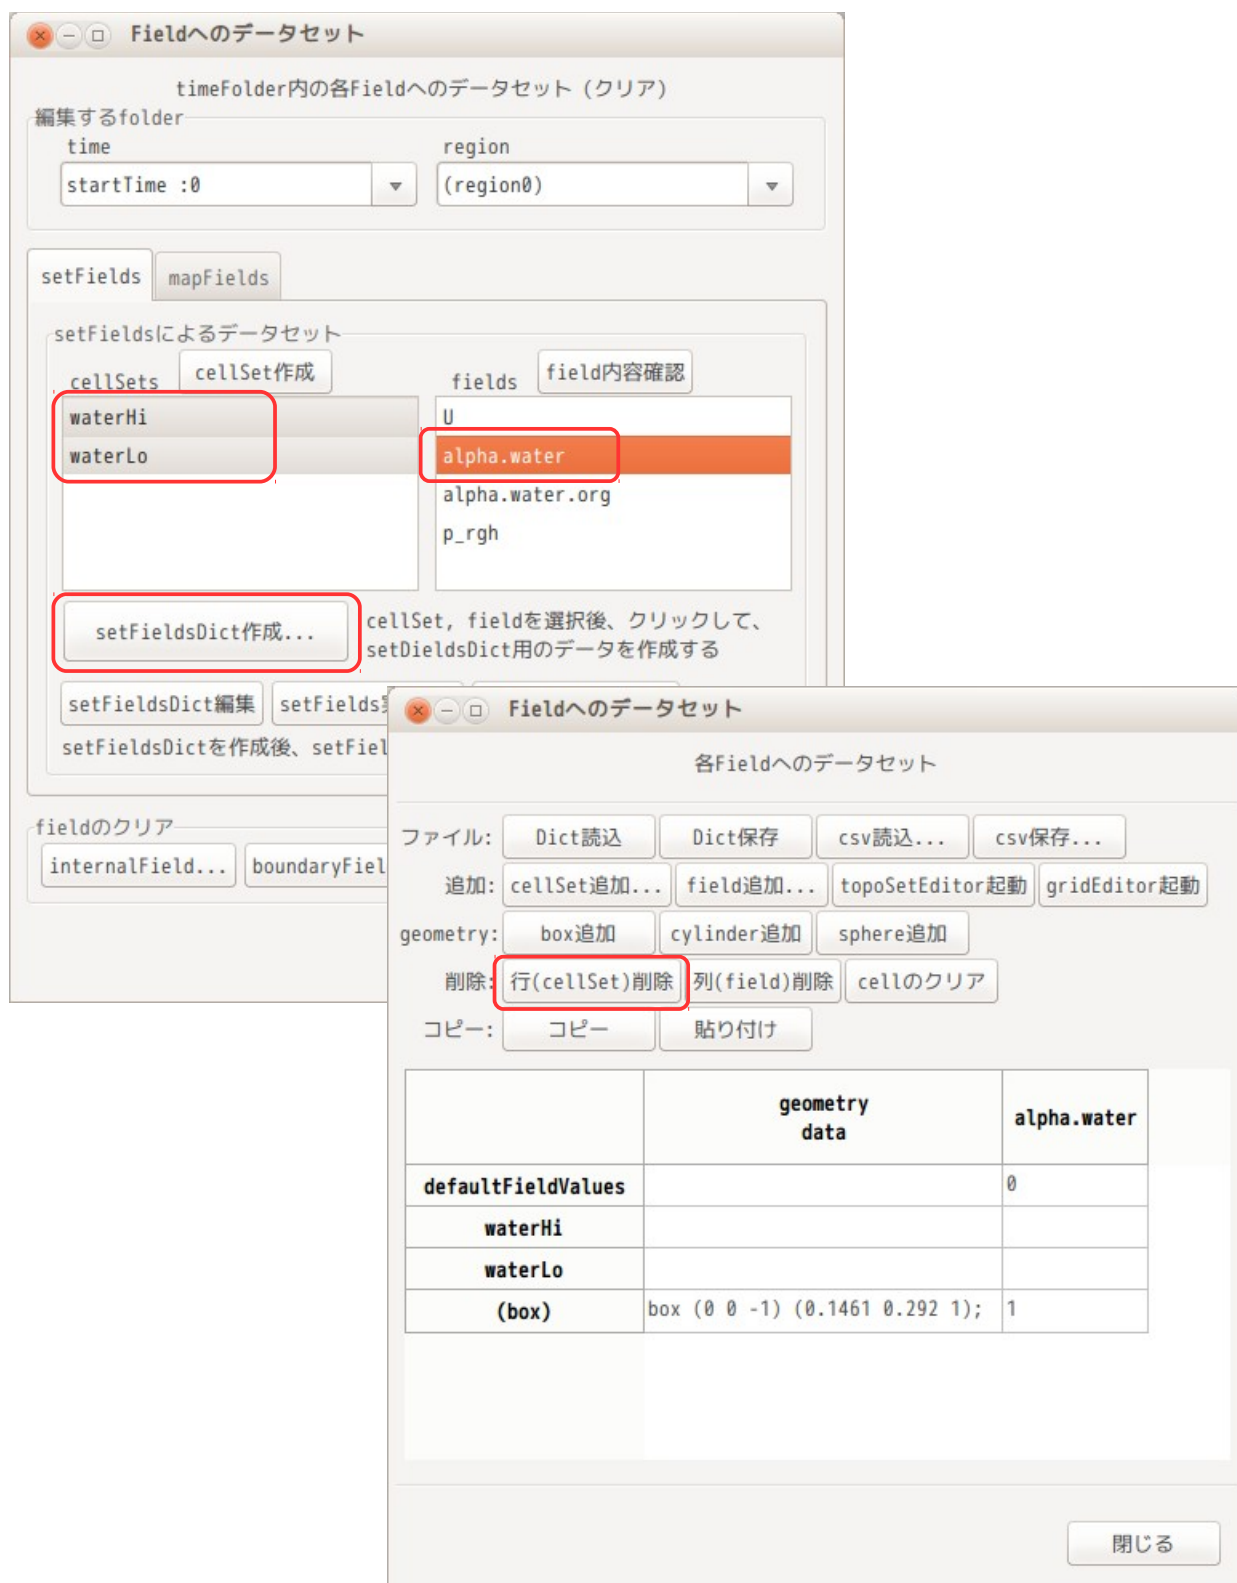 Fieldへのデータセット
timeFolder内の各Fieldへのデータセット (クリア)
編集するfolder
time region
startTime :0 (region0)
setFields mapFields
setFieldsによるデータセット
cellSets cellSet作成 fields field内容確認
waterHi U
waterLo alpha.water
alpha.water.org
p_rgh
setFieldsDict作成... cellSet, fieldを選択後、クリックして、
setDieldsDict用のデータを作成する
setFieldsDict編集 setFields
setFieldsDictを作成後、setFiel
fieldのクリア
internalField... boundaryFiel
Fieldへのデータセット
各Fieldへのデータセット
ファイル: Dict読込 Dict保存 csv読込... csv保存...
追加: cellSet追加... field追加... topoSetEditor起動 gridEditor起動
geometry: box追加 cylinder追加 sphere追加
削除: 行(cellSet)削除 列(field)削除 cellのクリア
コピー: コピー 貼り付け
geometry
data alpha.water
defaultFieldValues 0
waterHi
waterLo
(box) box (0 0 -1) (0.1461 0.292 1); 1
閉じる